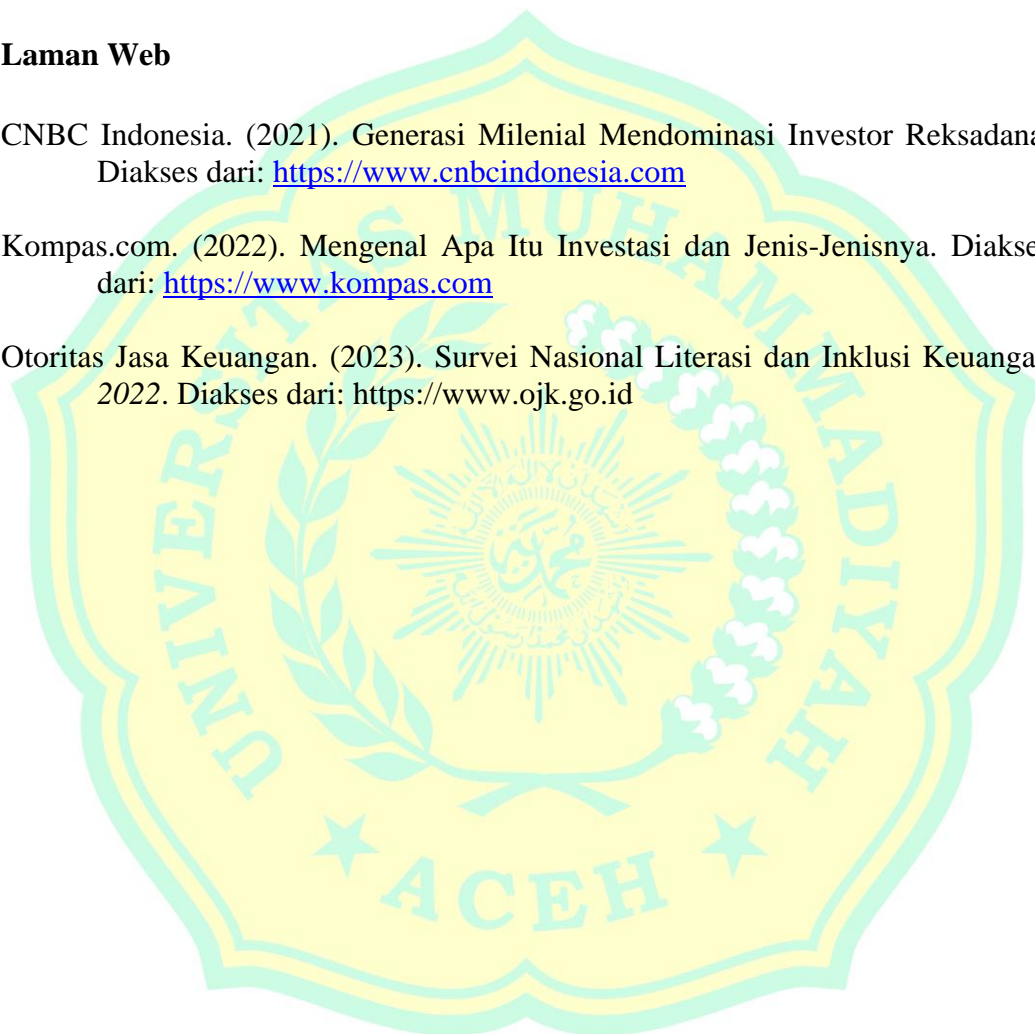 Laman Web
CNBC Indonesia. (2021). Generasi Milenial Mendominasi Investor Reksadana
Diakses dari: https://www.cnbcindonesia.com
Kompas.com. (2022). Mengenal Apa Itu Investasi dan Jenis-Jenisnya. Diakse
dari: https://www.kompas.com
Otoritas Jasa Keuangan. (2023). Survei Nasional Literasi dan Inklusi Keuanga
2022. Diakses dari: https://www.ojk.go.id
UNIVERSITAS MUHAMMADIYAH
ACEH